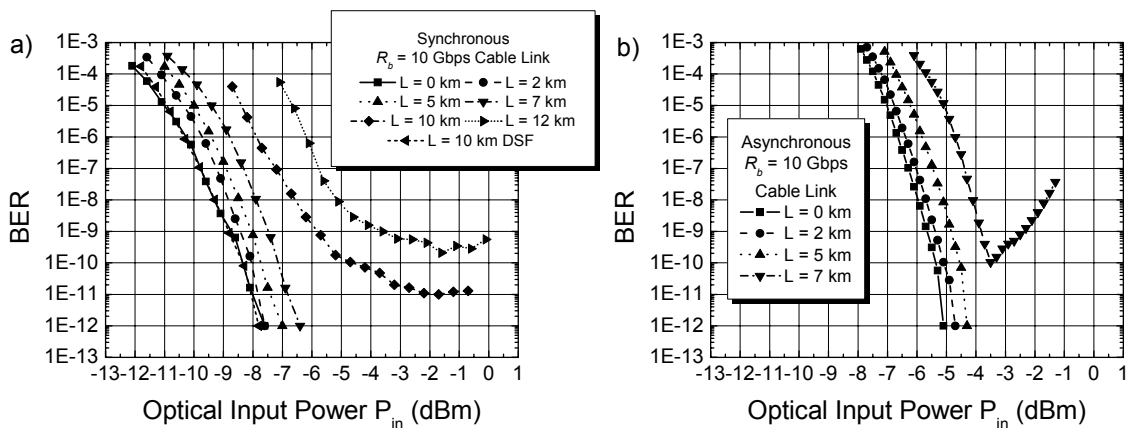 a)
Synchronous
R_b = 10 Gbps Cable Link
L = 0 km L = 2 km
L = 5 km L = 7 km
L = 10 km L = 12 km
L = 10 km DSF
1E-3
1E-4
1E-5
1E-6
1E-7
1E-8
1E-9
1E-10
1E-11
1E-12
1E-13
BER
-13 -12 -11 -10 -9 -8 -7 -6 -5 -4 -3 -2 -1 0 1
Optical Input Power P_in (dBm)
b)
Asynchronous
R_b = 10 Gbps
Cable Link
L = 0 km
L = 2 km
L = 5 km
L = 7 km
1E-3
1E-4
1E-5
1E-6
1E-7
1E-8
1E-9
1E-10
1E-11
1E-12
1E-13
BER
-13 -12 -11 -10 -9 -8 -7 -6 -5 -4 -3 -2 -1 0 1
Optical Input Power P_in (dBm)